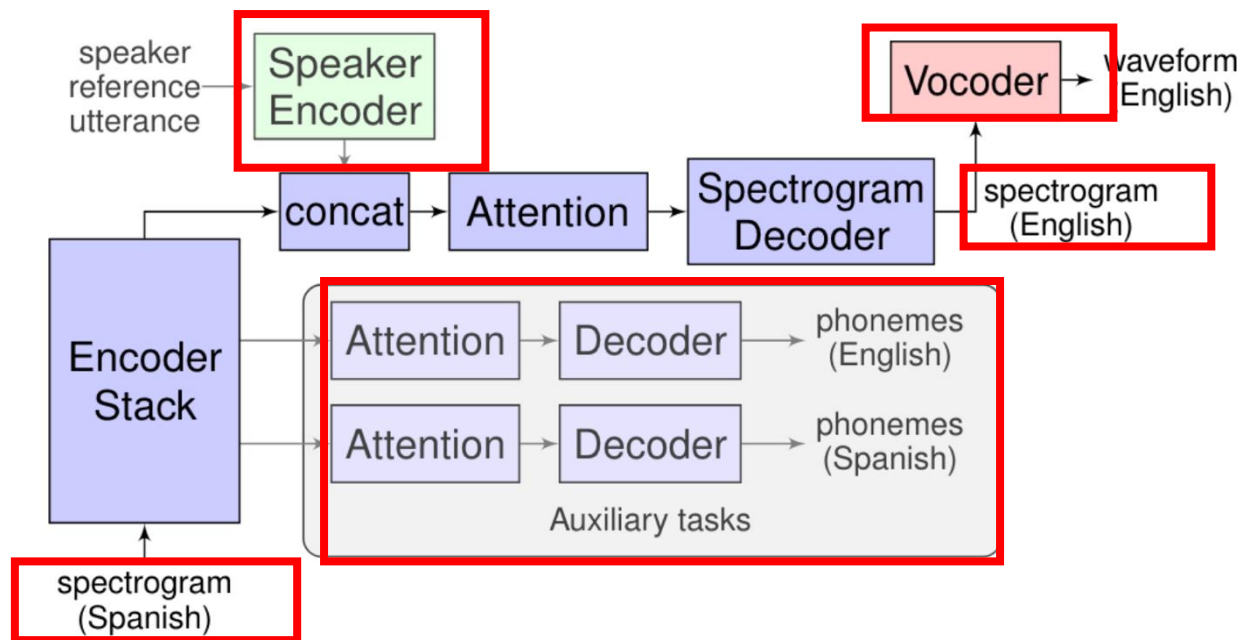 speaker
reference
utterance
Speaker
Encoder
Vocoder
waveform
(English)
concat
Attention
Spectrogram
Decoder
spectrogram
(English)
Encoder
Stack
Attention
Decoder
phonemes
(English)
Attention
Decoder
phonemes
(Spanish)
Auxiliary tasks
spectrogram
(Spanish)